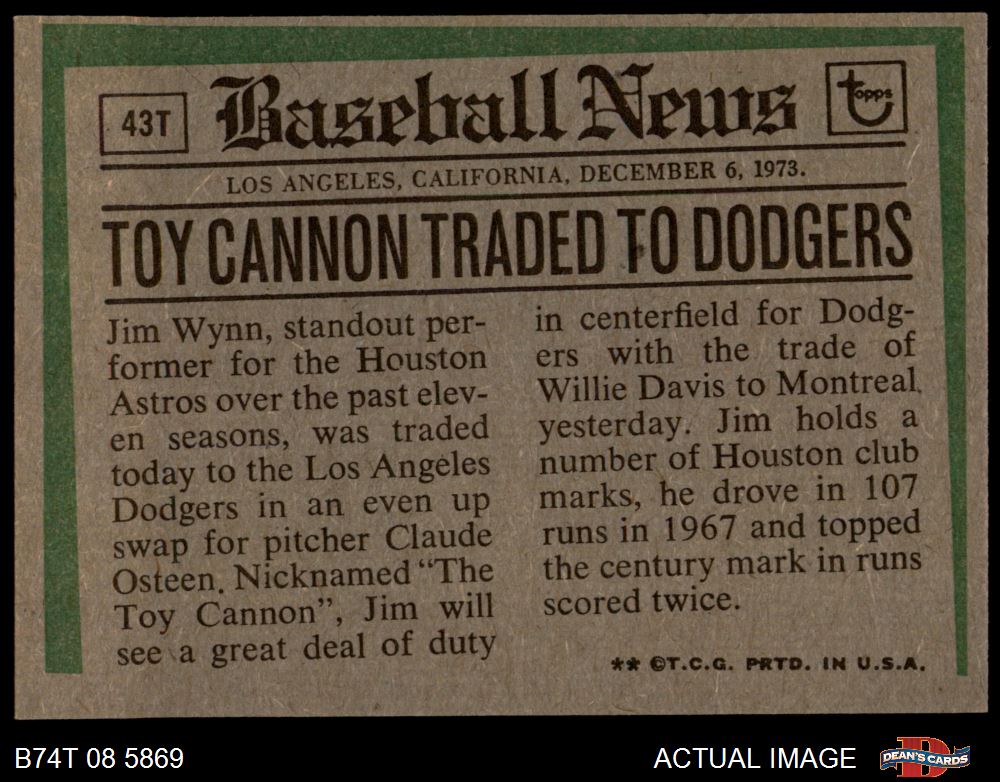 43T
Baseball News
topps
LOS ANGELES, CALIFORNIA, DECEMBER 6, 1973.
TOY CANNON TRADED TO DODGERS
Jim Wynn, standout per-
former for the Houston
Astros over the past elev-
en seasons, was traded
today to the Los Angeles
Dodgers in an even up
swap for pitcher Claude
Osteen. Nicknamed "The
Toy Cannon", Jim will
see a great deal of duty
in centerfield for Dodg-
ers with the trade of
Willie Davis to Montreal
yesterday. Jim holds a
number of Houston club
marks, he drove in 107
runs in 1967 and topped
the century mark in runs
scored twice.
** ©T.C.G. PRTD. IN U.S.A.
B74T 08 5869
ACTUAL IMAGE
DEAN'S CARDS